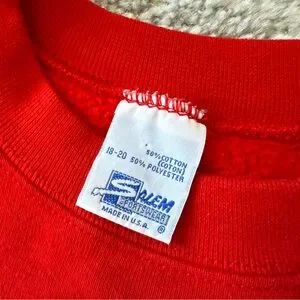 50% COTTON
(COTON)
18-20 50% POLYESTER
SALEM
SPORTSWEAR
®
MADE IN U.S.A.